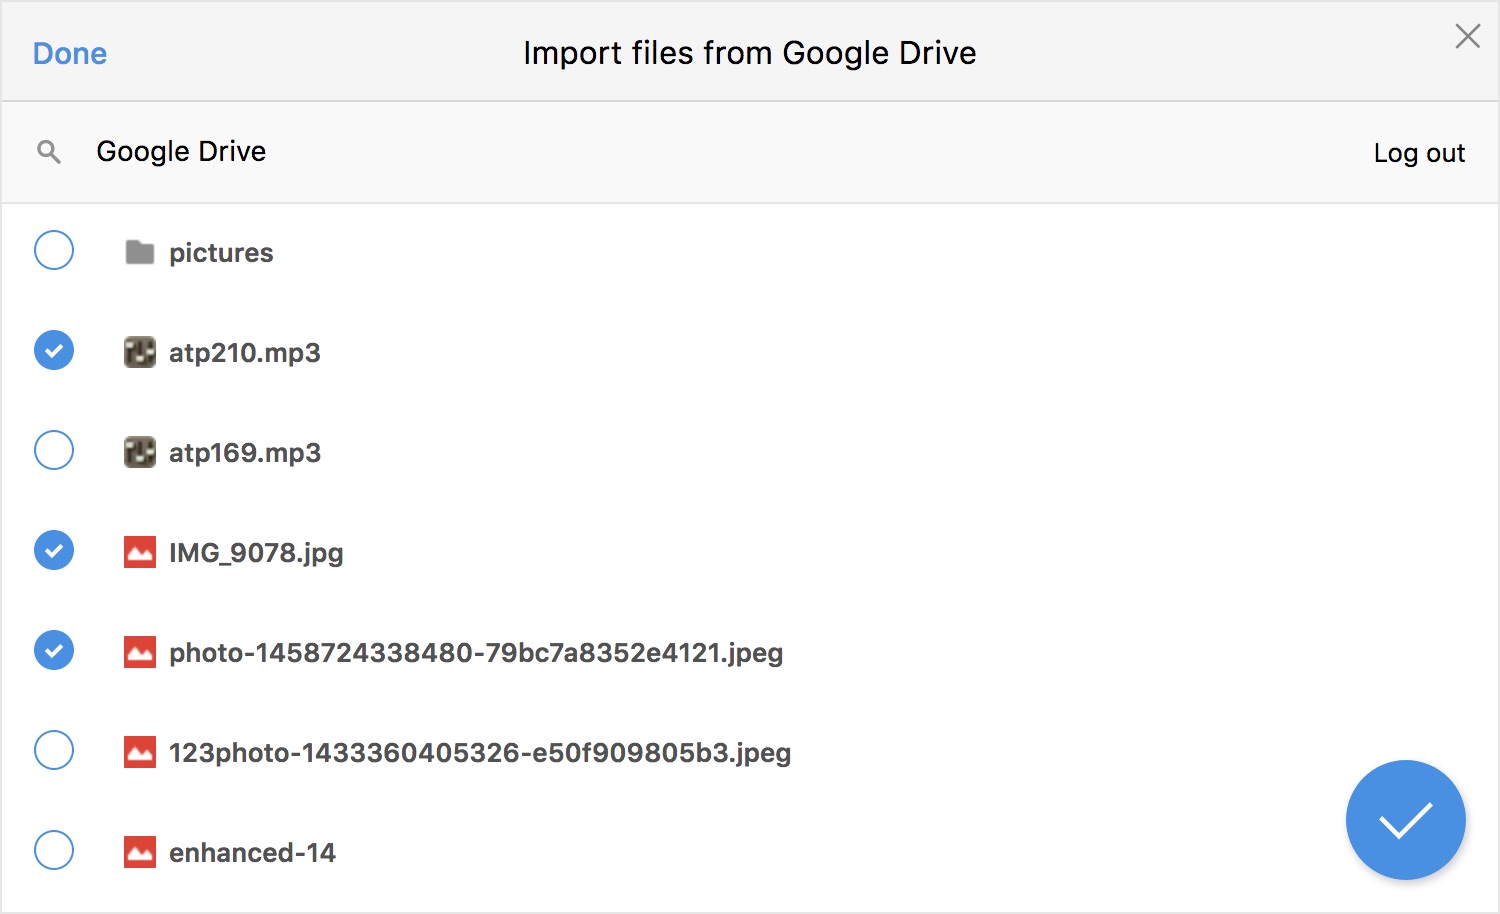 Done
Import files from Google Drive
Google Drive
Log out
pictures
atp210.mp3
atp169.mp3
IMG_9078.jpg
photo-1458724338480-79bc7a8352e4121.jpeg
123photo-1433360405326-e50f909805b3.jpeg
enhanced-14